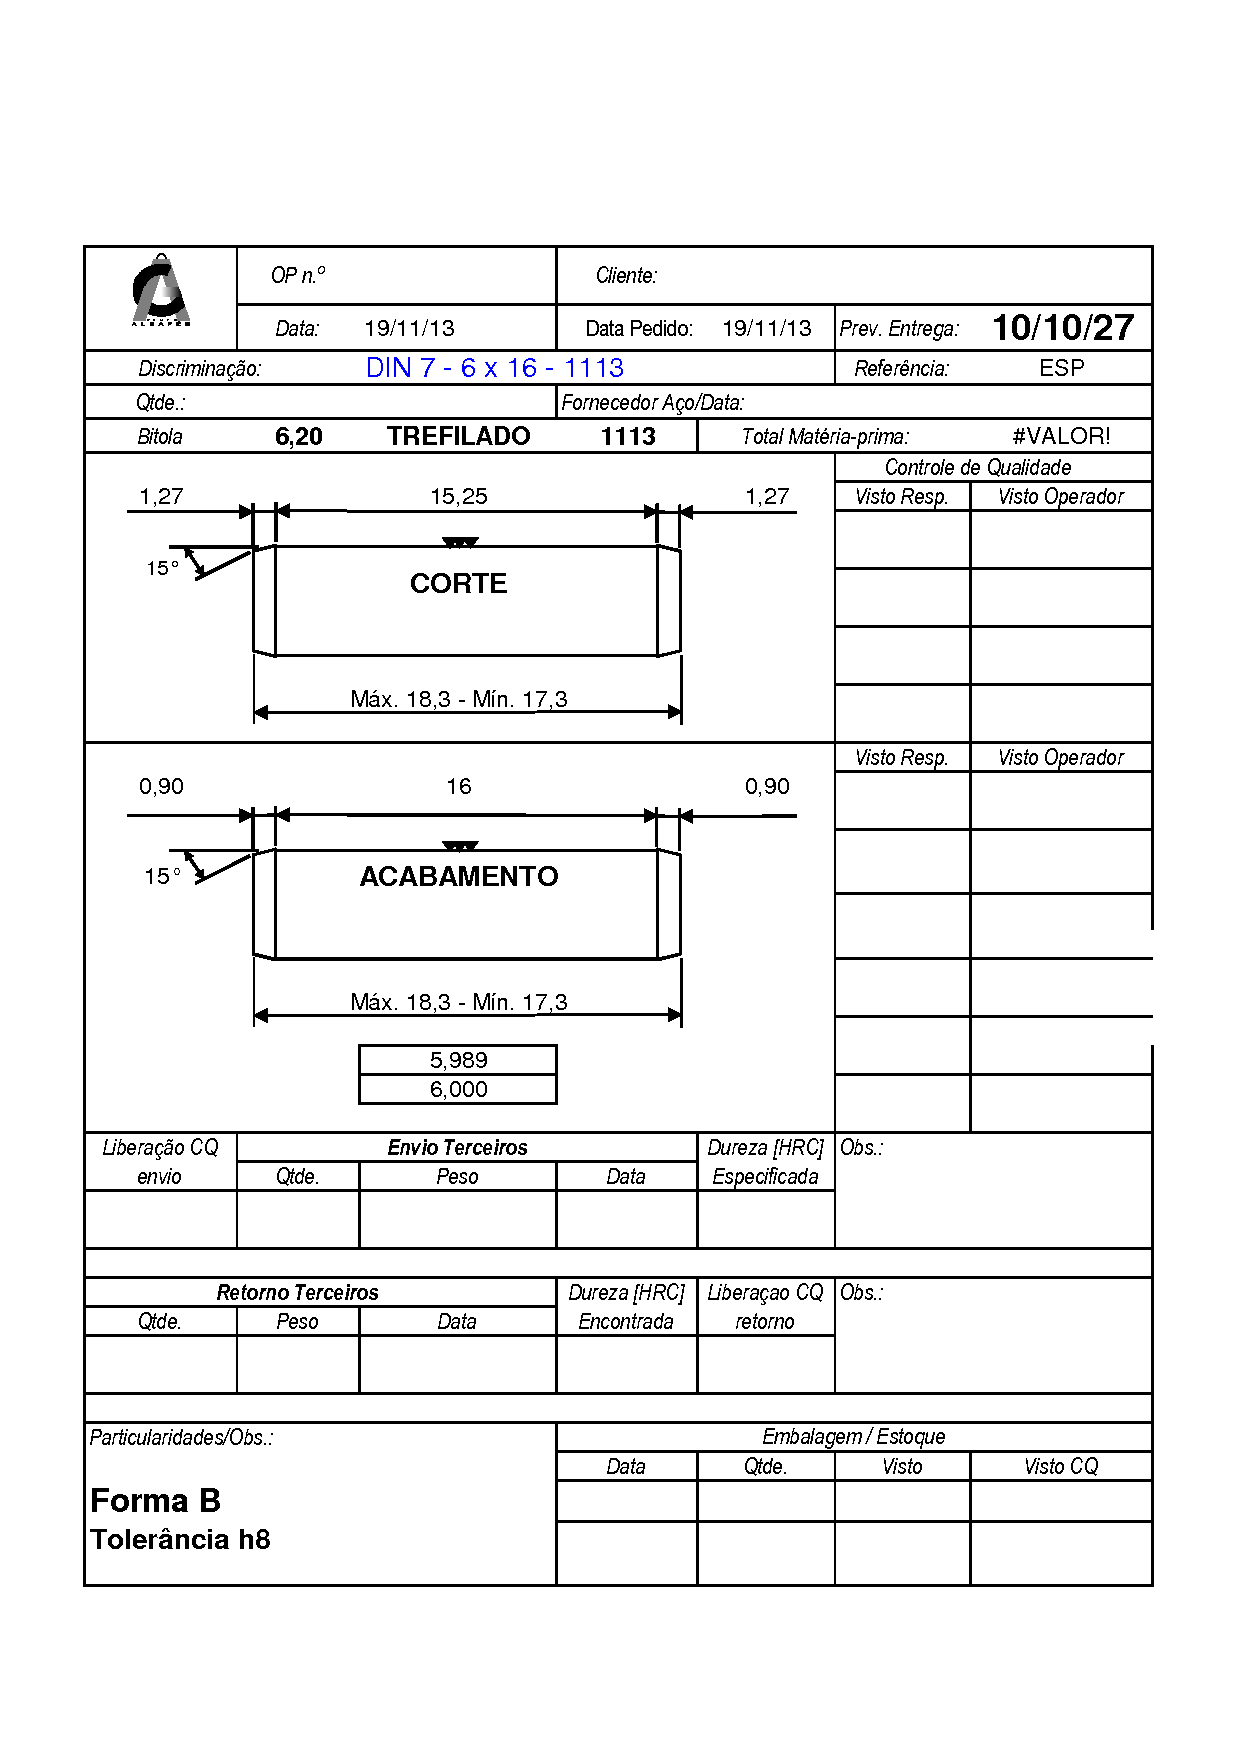 ALBAPES
OP n.º Cliente:
Data: 19/11/13 Data Pedido: 19/11/13 Prev. Entrega: 10/10/27
Discriminação: DIN 7 - 6 x 16 - 1113 Referência: ESP
Qtde.: Fornecedor Aço/Data:
Bitola 6,20 TREFILADO 1113 Total Matéria-prima: #VALOR!
Controle de Qualidade
1,27 15,25 1,27 Visto Resp. Visto Operador
15°
CORTE
Máx. 18,3 - Mín. 17,3
Visto Resp. Visto Operador
0,90 16 0,90
15°
ACABAMENTO
Máx. 18,3 - Mín. 17,3
5,989
6,000
Liberação CQ Envio Terceiros Dureza [HRC] Obs.:
envio Qtde. Peso Data Especificada
Retorno Terceiros Dureza [HRC] Liberaçao CQ Obs.:
Qtde. Peso Data Encontrada retorno
Particularidades/Obs.: Embalagem / Estoque
Data Qtde. Visto Visto CQ
Forma B
Tolerância h8